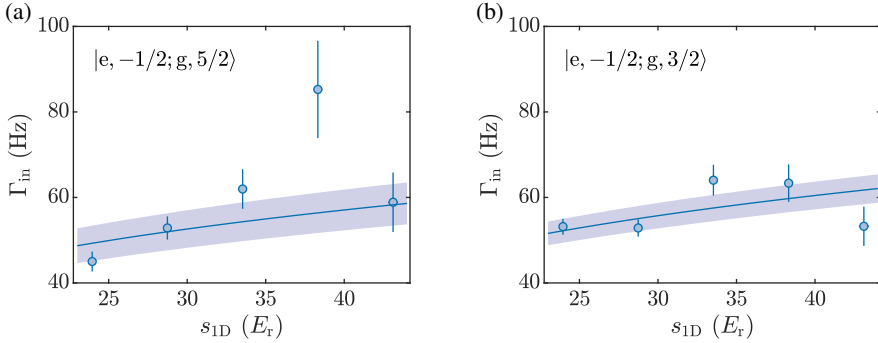 (a)
|e, −1/2; g, 5/2⟩
Γin (Hz)
100
80
60
40
25 30 35 40
s1D (Er)
(b)
|e, −1/2; g, 3/2⟩
Γin (Hz)
100
80
60
40
25 30 35 40
s1D (Er)